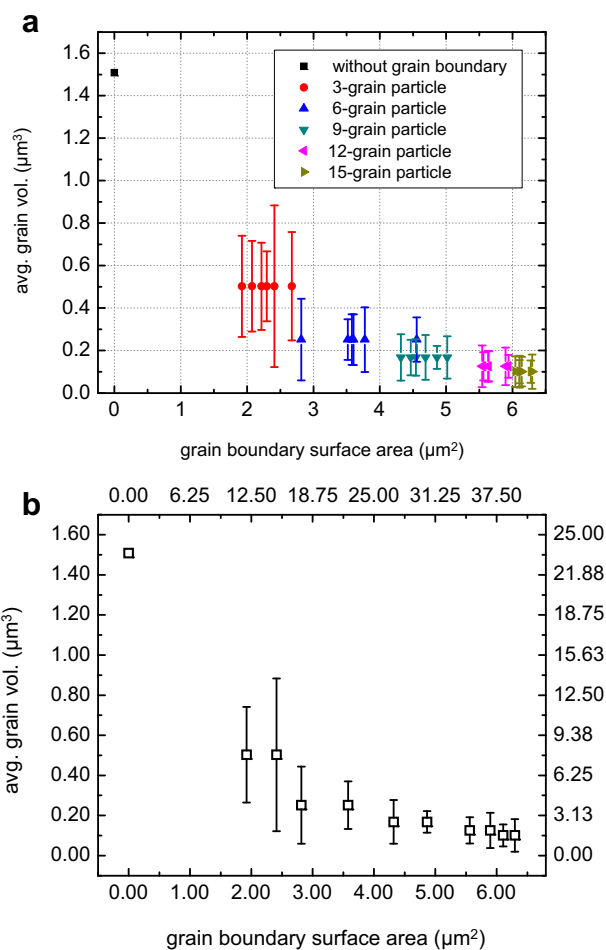 a
1.6
1.4
1.2
1.0
0.8
0.6
0.4
0.2
0.0
avg. grain vol. (µm³)
without grain boundary
3-grain particle
6-grain particle
9-grain particle
12-grain particle
15-grain particle
0 1 2 3 4 5 6
grain boundary surface area (µm²)
b
0.00 6.25 12.50 18.75 25.00 31.25 37.50
1.60
1.40
1.20
1.00
0.80
0.60
0.40
0.20
0.00
avg. grain vol. (µm³)
25.00
21.88
18.75
15.63
12.50
9.38
6.25
3.13
0.00
0.00 1.00 2.00 3.00 4.00 5.00 6.00
grain boundary surface area (µm²)